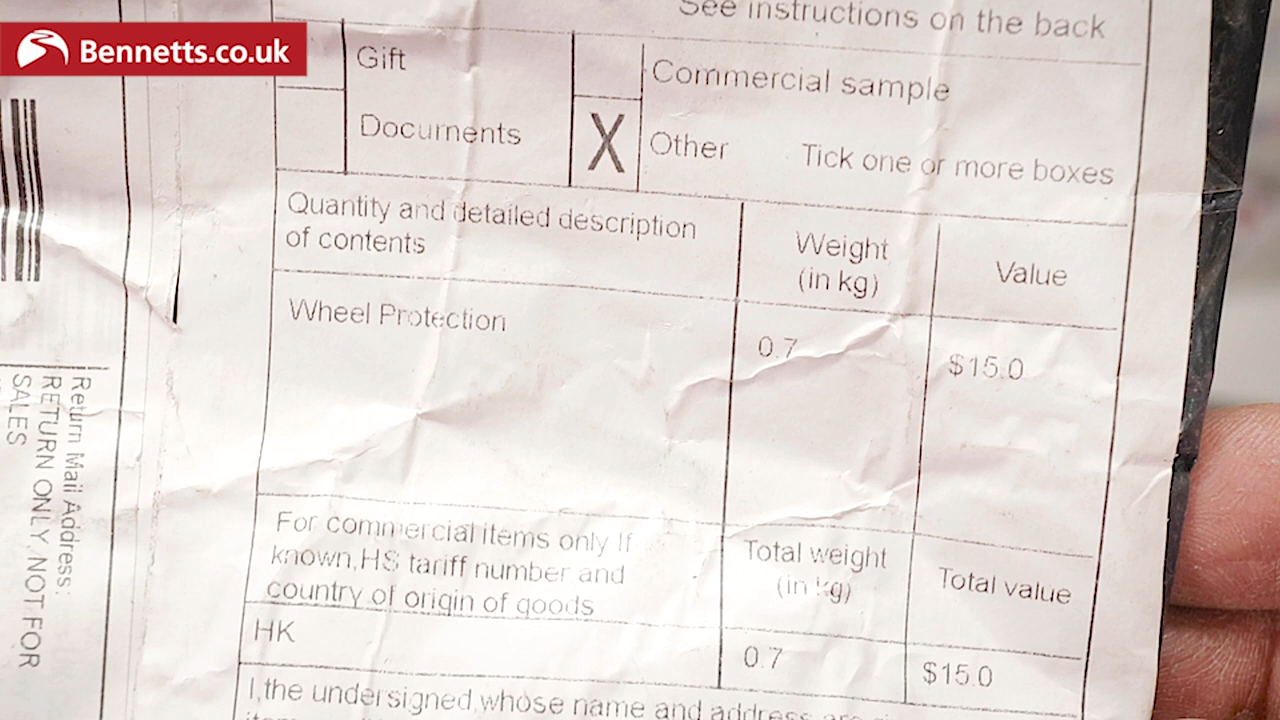 Bennetts.co.uk
See instructions on the back
Gift
Commercial sample
Documents
X
Other
Tick one or more boxes
Quantity and detailed description
of contents
Weight
(in kg)
Value
Wheel Protection
0.7
$15.0
For commercial items only If
known,HS tariff number and
country of origin of goods
Total weight
(in kg)
Total value
HK
0.7
$15.0
I,the undersigned,whose name and address are
Return Mail Address:
RETURN ONLY, NOT FOR
SALES